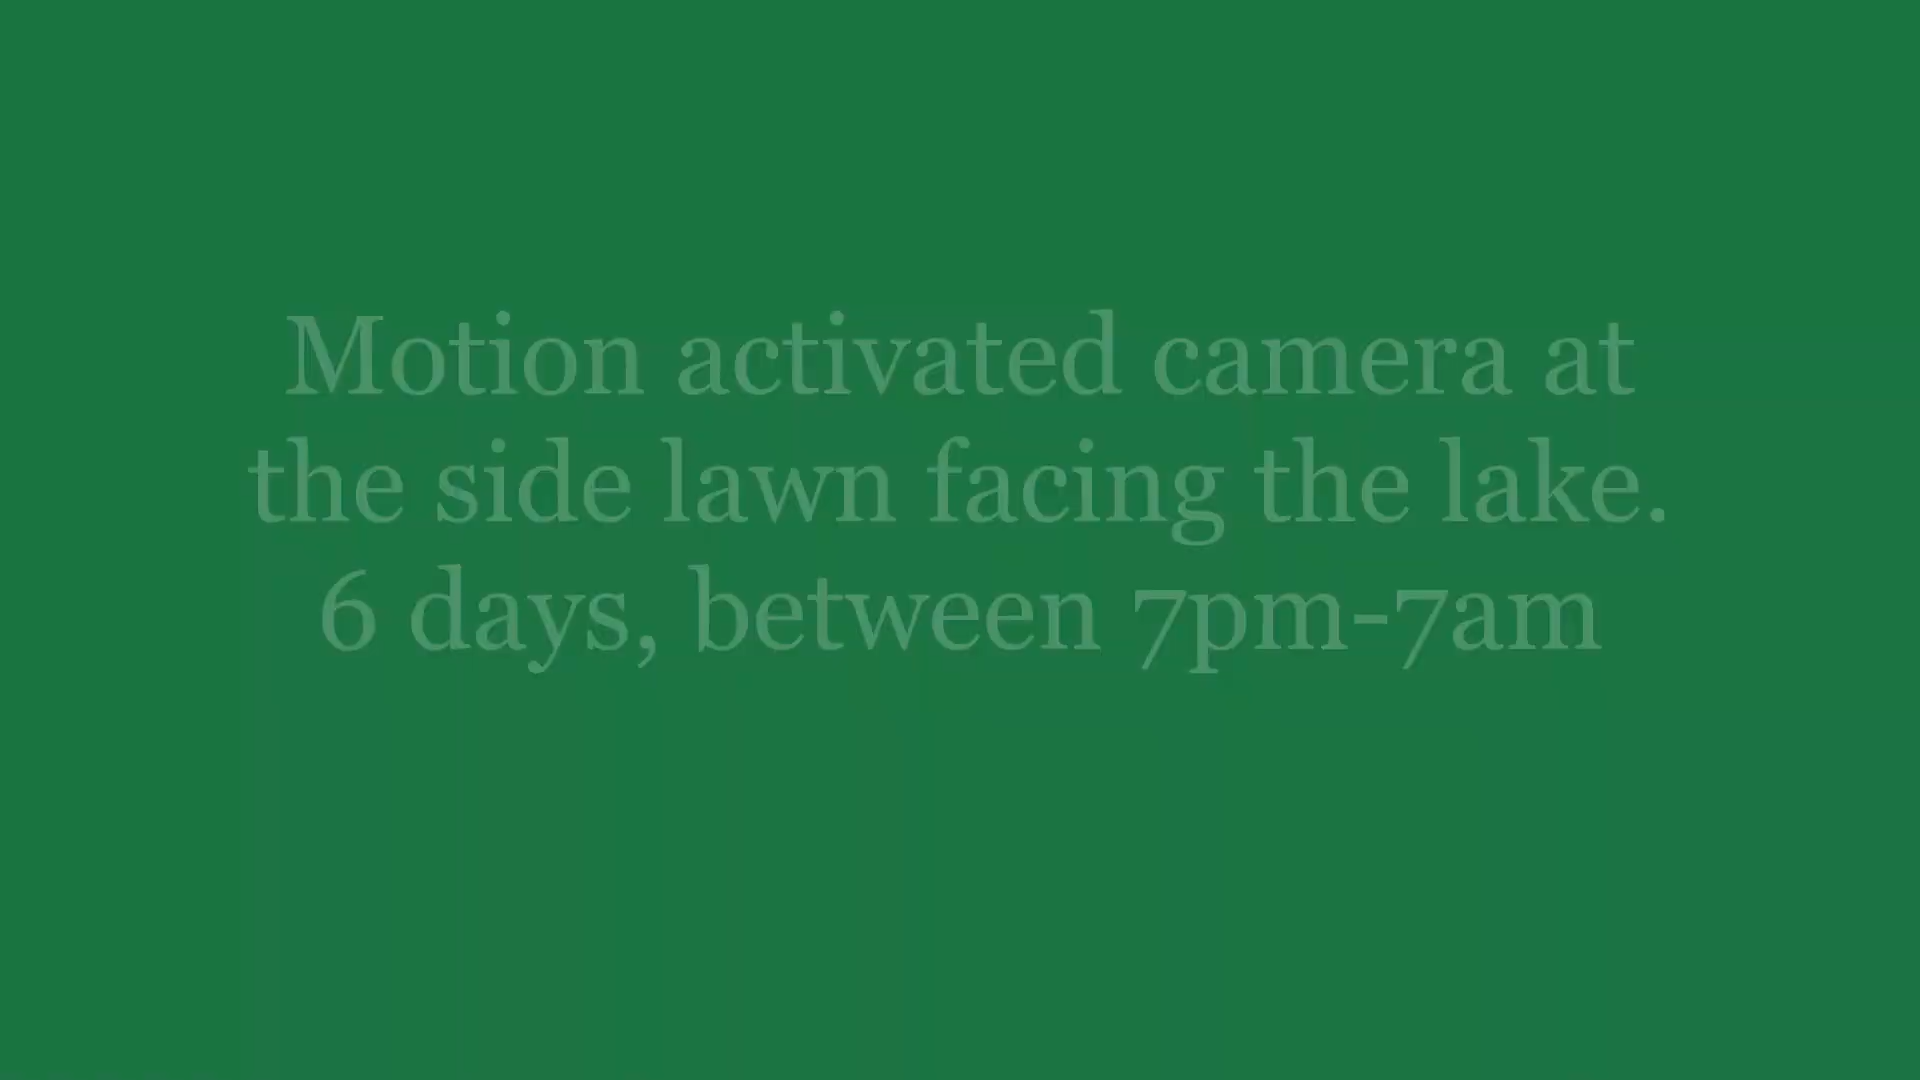 Motion activated camera at
the side lawn facing the lake.
6 days, between 7pm-7am